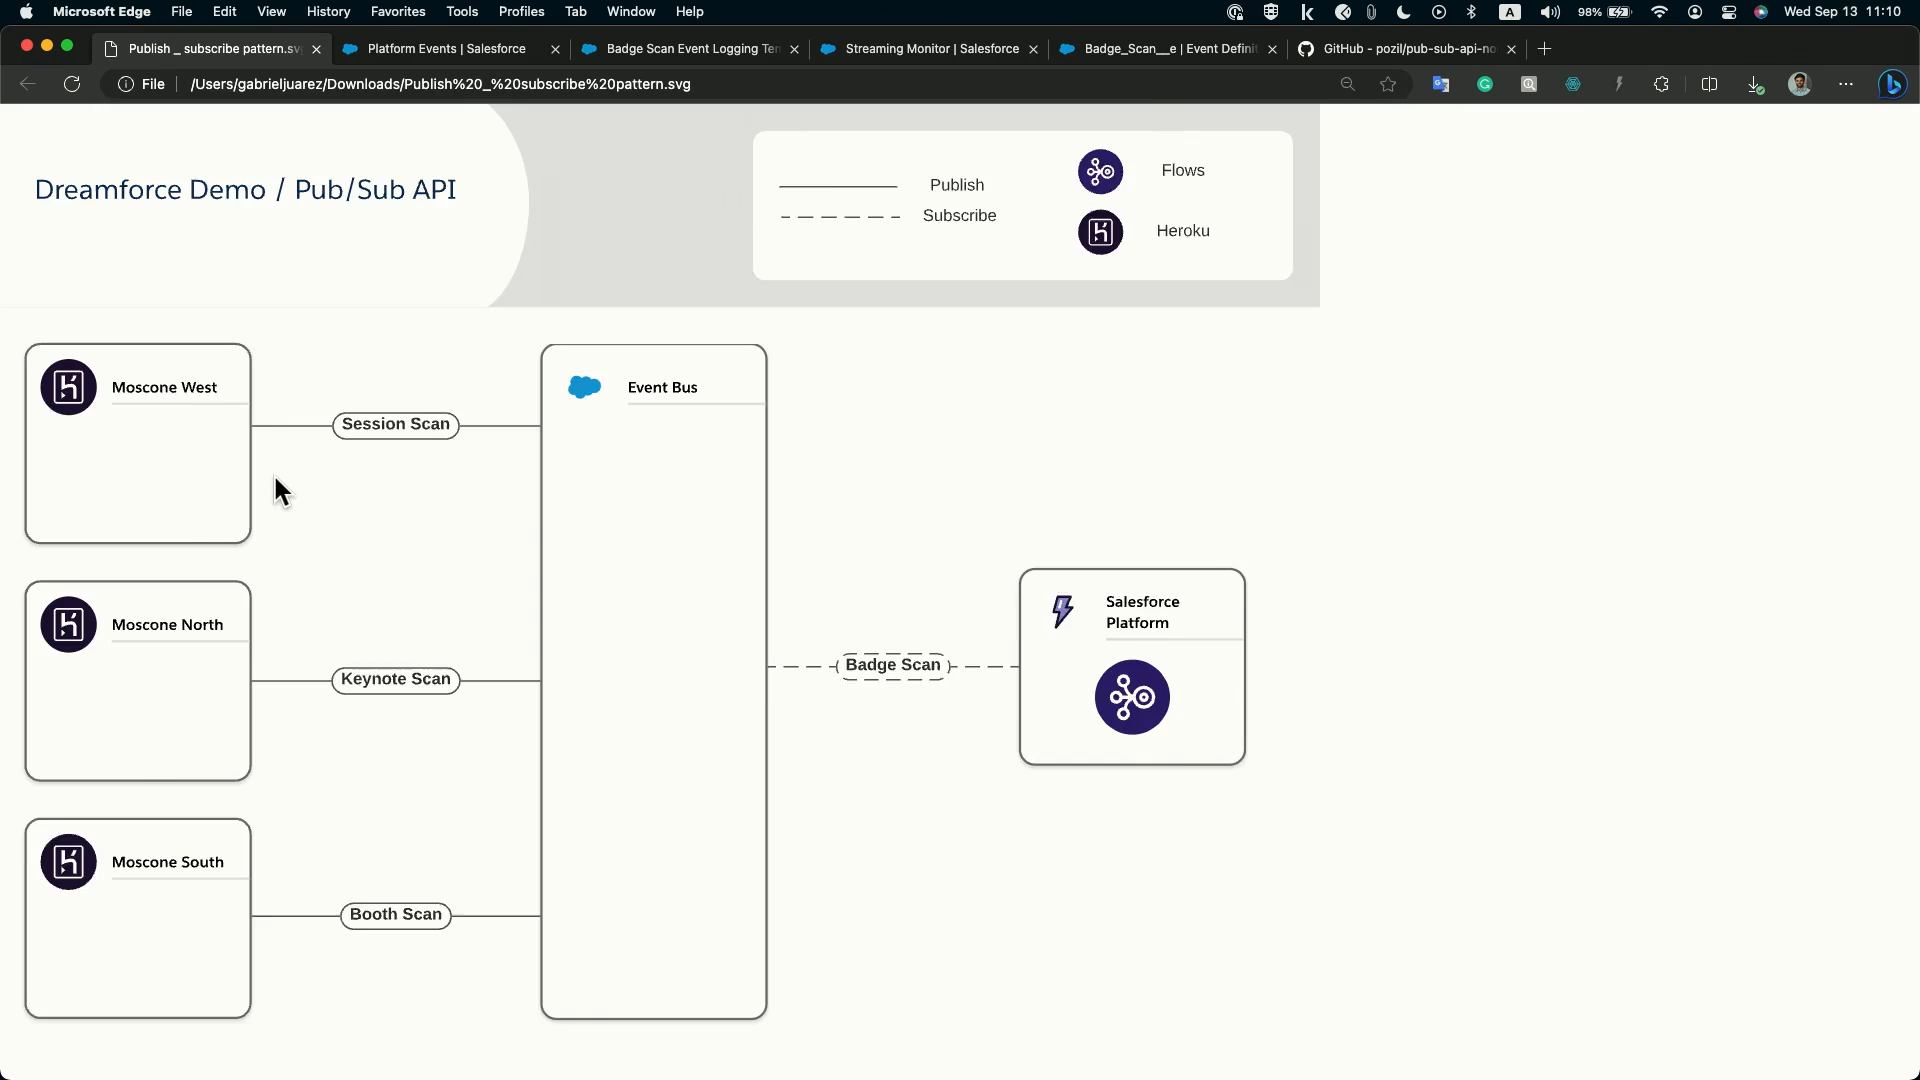 Microsoft Edge File Edit View History Favorites Tools Profiles Tab Window Help A 98% Wed Sep 13 11:10
Publish _ subscribe pattern.sv Platform Events | Salesforce Badge Scan Event Logging Ten Streaming Monitor | Salesforce Badge_Scan__e | Event Definit GitHub - pozil/pub-sub-api-no
File /Users/gabrieljuarez/Downloads/Publish%20_%20subscribe%20pattern.svg
Dreamforce Demo / Pub/Sub API
Publish
Subscribe
Flows
Heroku
Moscone West
Session Scan
Event Bus
Moscone North
Keynote Scan
Badge Scan
Salesforce
Platform
Moscone South
Booth Scan